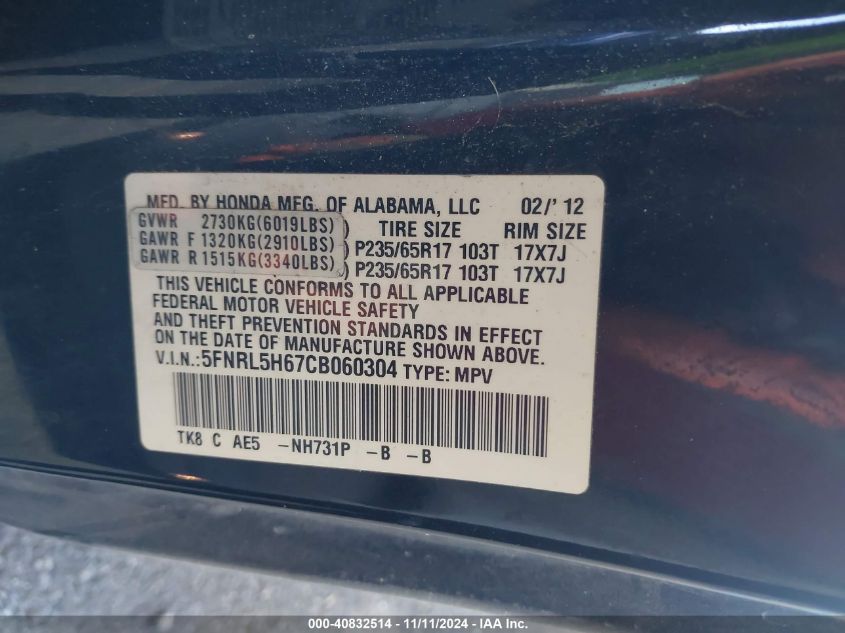 MFD. BY HONDA MFG. OF ALABAMA, LLC 02/'12
GVWR 2730KG(6019LBS) ) TIRE SIZE RIM SIZE
GAWR F 1320KG(2910LBS) ) P235/65R17 103T 17X7J
GAWR R 1515KG(3340LBS) ) P235/65R17 103T 17X7J
THIS VEHICLE CONFORMS TO ALL APPLICABLE
FEDERAL MOTOR VEHICLE SAFETY
AND THEFT PREVENTION STANDARDS IN EFFECT
ON THE DATE OF MANUFACTURE SHOWN ABOVE.
V.I.N.:5FNRL5H67CB060304 TYPE: MPV
TK8 C AE5 -NH731P -B -B
000-40832514 - 11/11/2024 - IAA Inc.